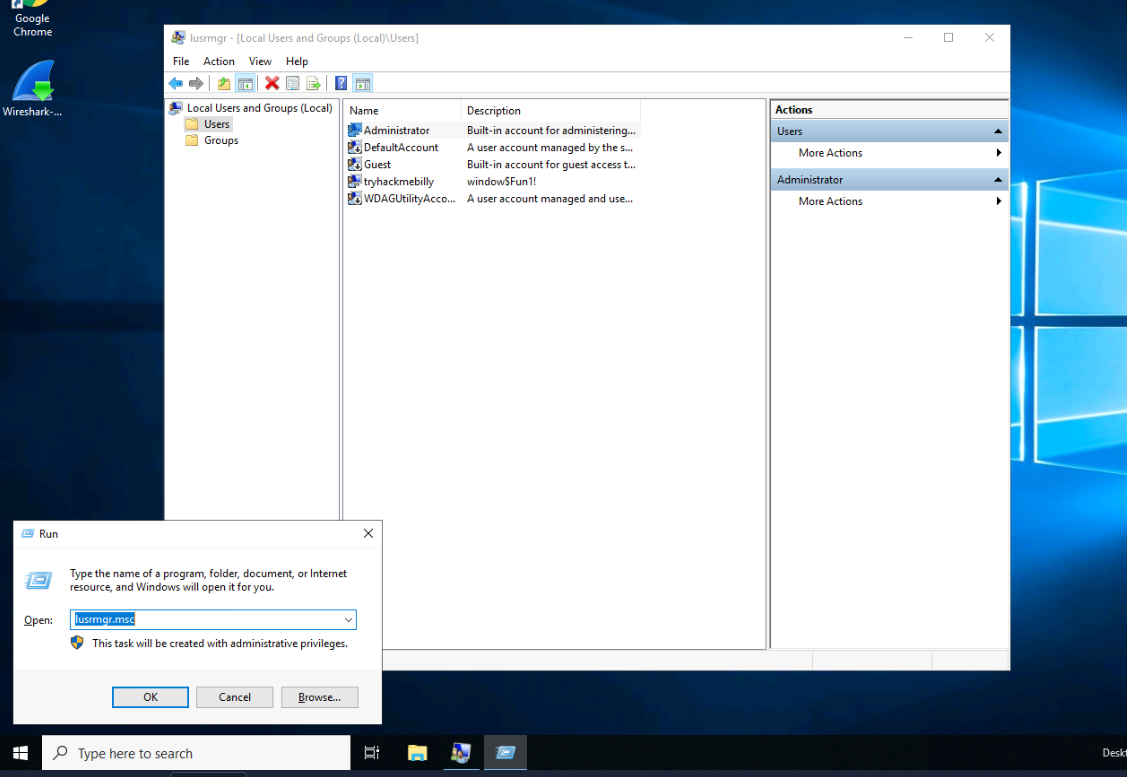 Google
Chrome
Wireshark-...
lusrmgr - [Local Users and Groups (Local)\Users]
File Action View Help
Local Users and Groups (Local)
Users
Groups
Name Description
Administrator Built-in account for administering...
DefaultAccount A user account managed by the s...
Guest Built-in account for guest access t...
tryhackmebilly window$Fun1!
WDAGUtilityAcco... A user account managed and use...
Actions
Users
More Actions
Administrator
More Actions
Run
Type the name of a program, folder, document, or Internet
resource, and Windows will open it for you.
Open: lusrmgr.msc
This task will be created with administrative privileges.
OK Cancel Browse...
Type here to search
Deskt